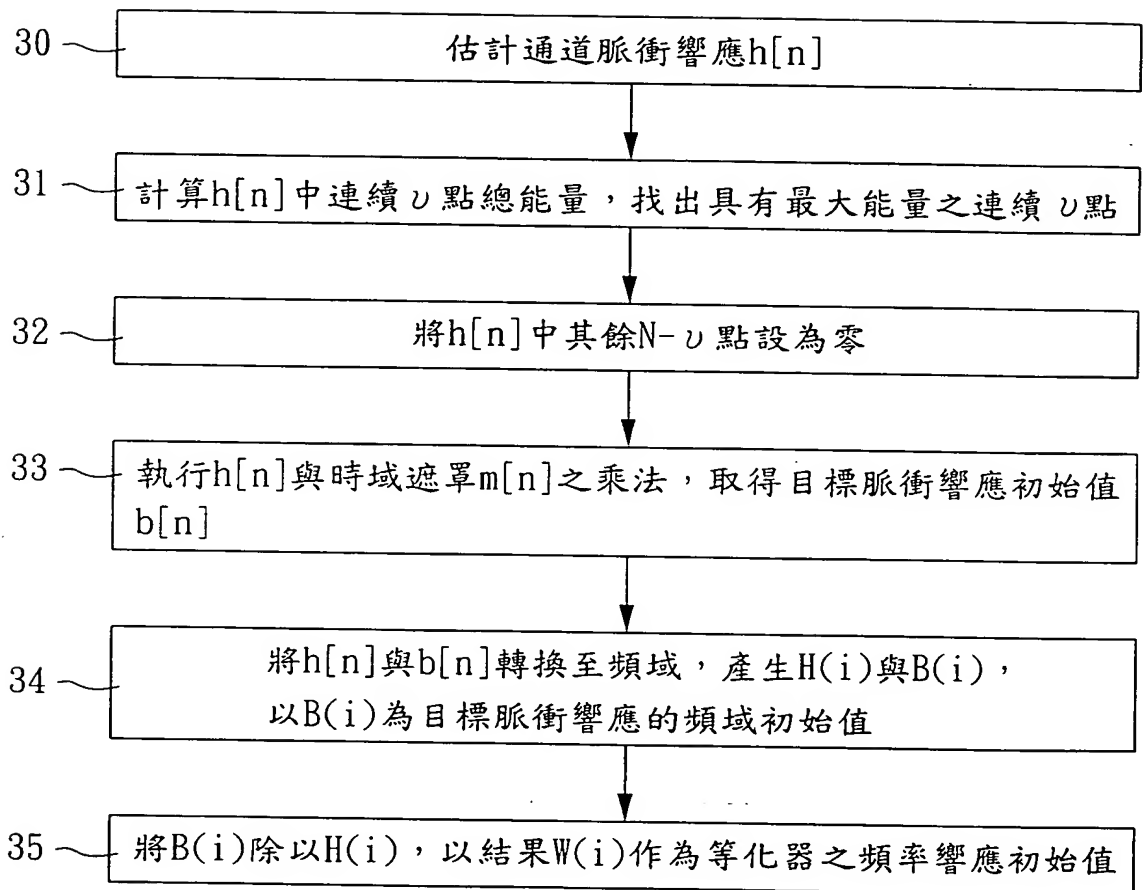 30
估計通道脈衝響應h[n]
31
計算h[n]中連續υ點總能量，找出具有最大能量之連續υ點
32
將h[n]中其餘N-υ點設為零
33
執行h[n]與時域遮罩m[n]之乘法，取得目標脈衝響應初始值
b[n]
34
將h[n]與b[n]轉換至頻域，產生H(i)與B(i)，
以B(i)為目標脈衝響應的頻域初始值
35
將B(i)除以H(i)，以結果W(i)作為等化器之頻率響應初始值